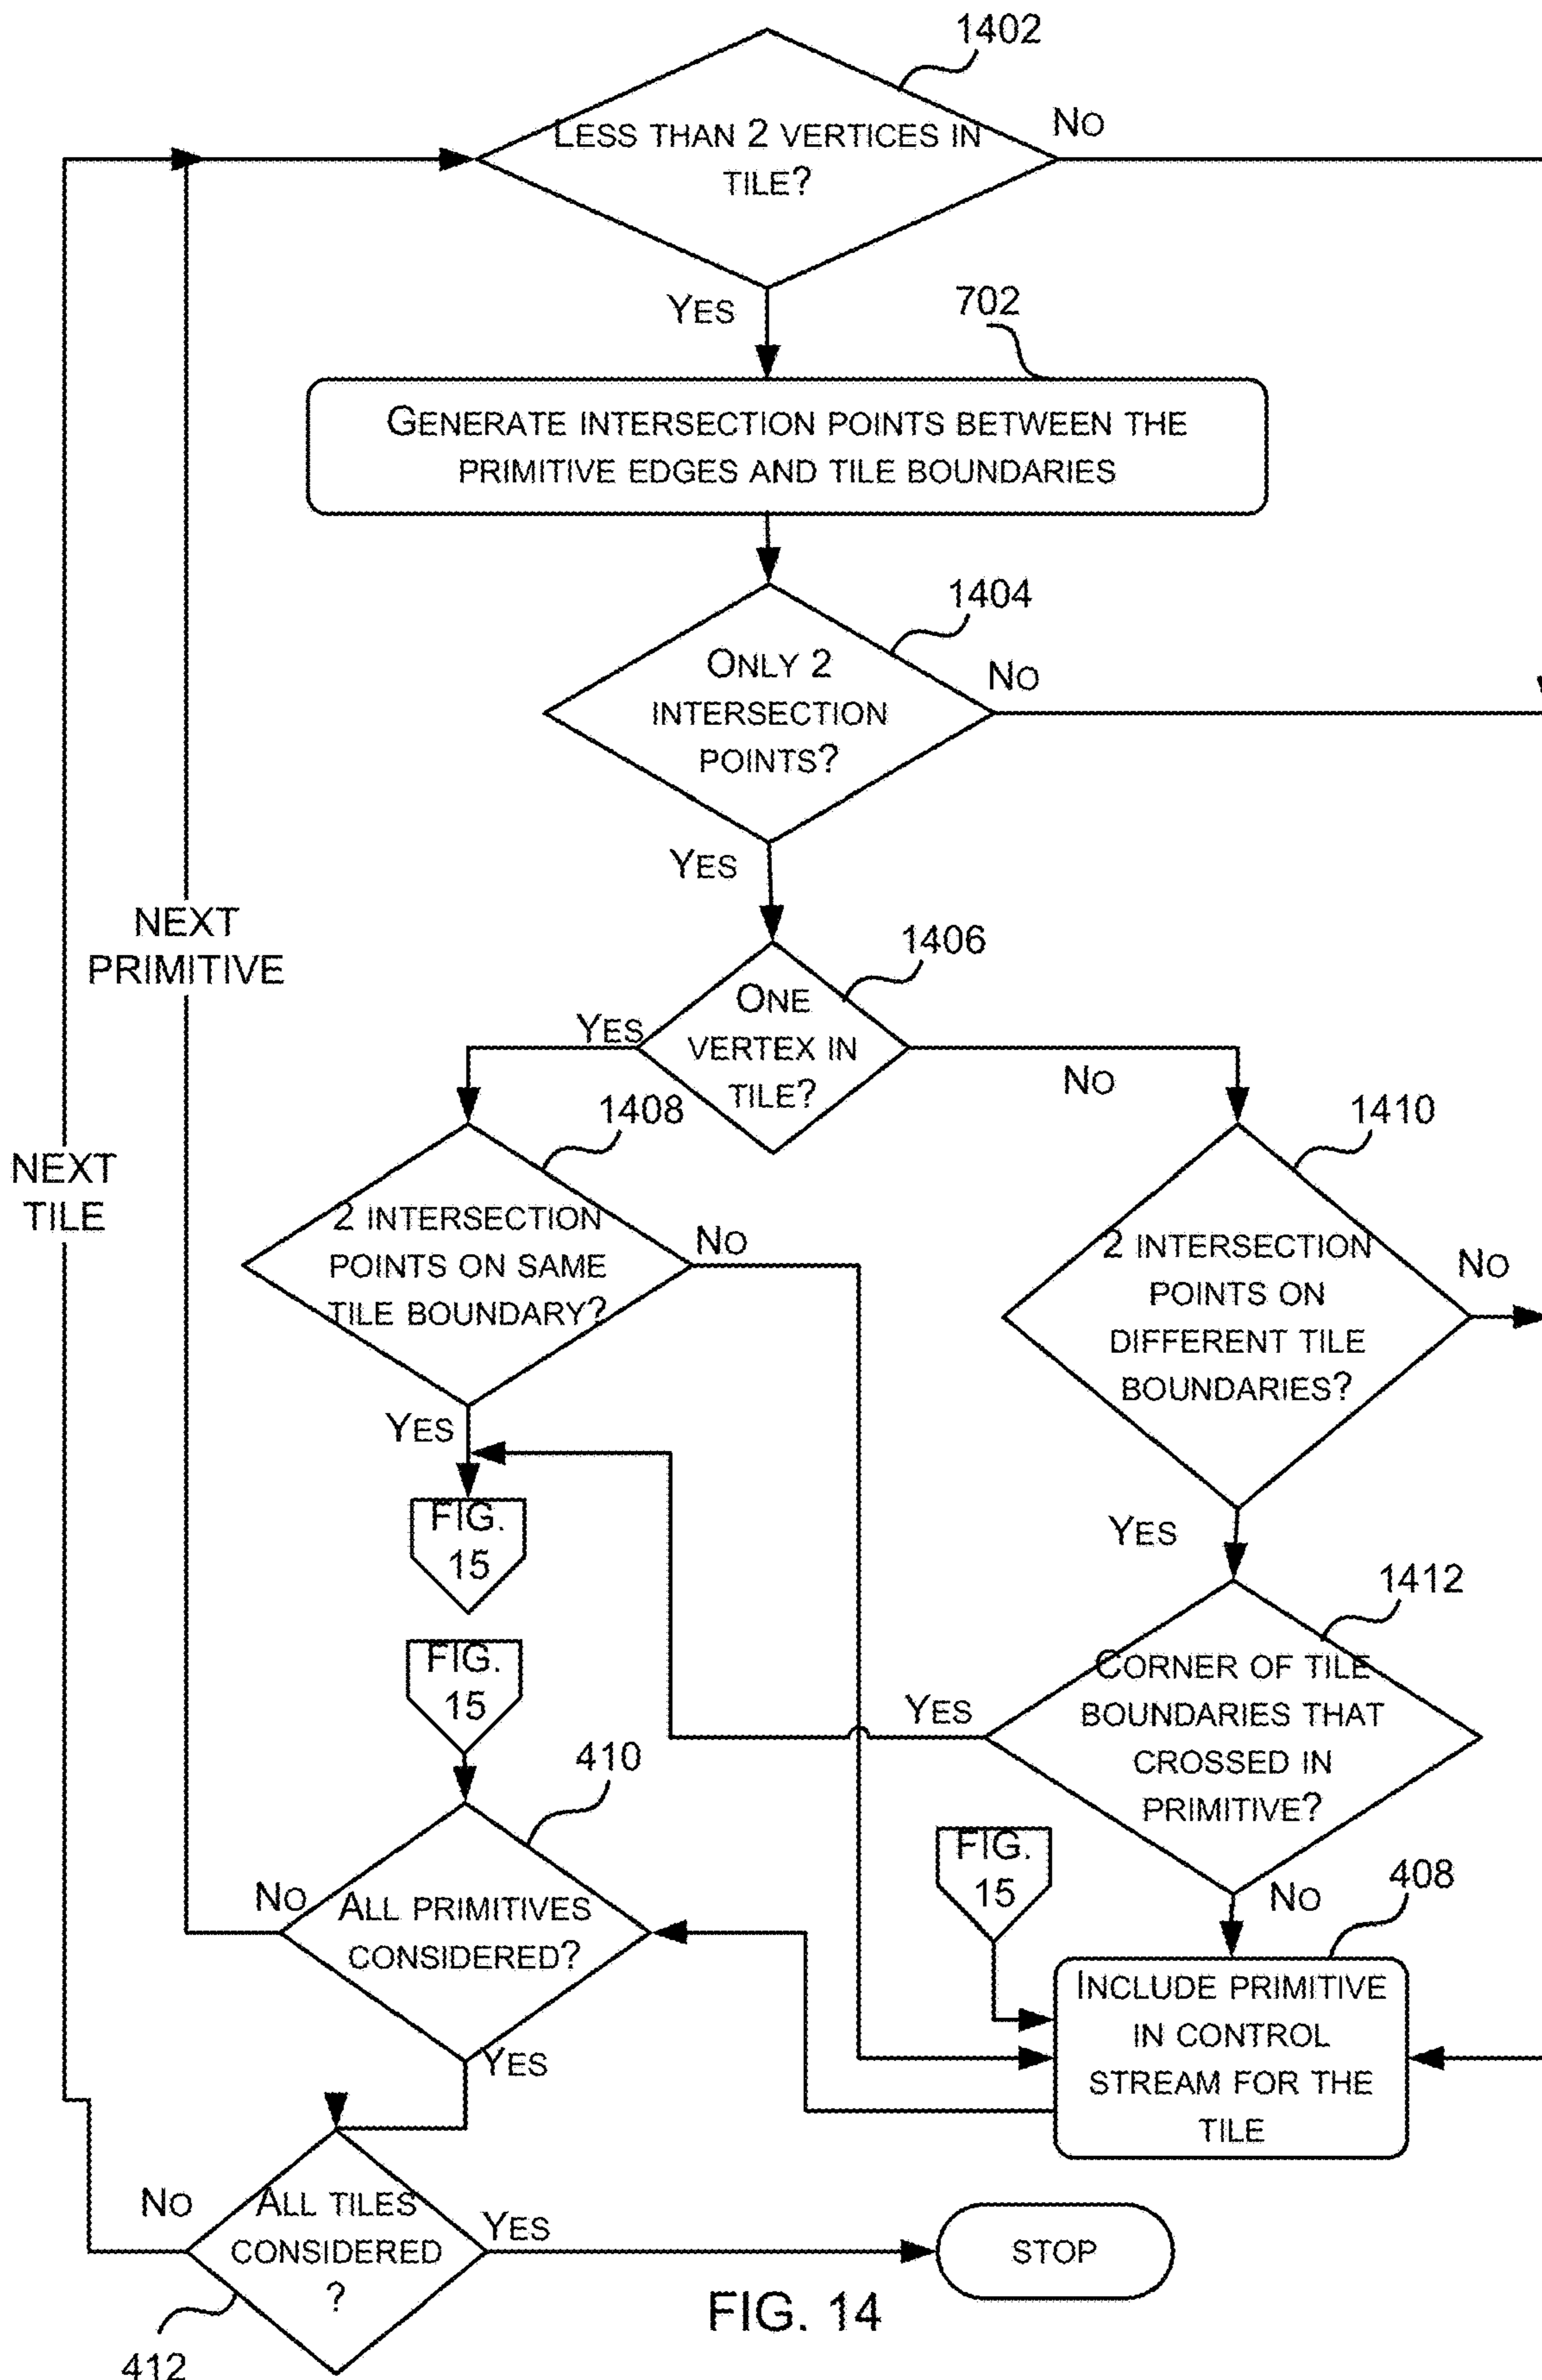 1402
LESS THAN 2 VERTICES IN
TILE?
NO
YES
702
GENERATE INTERSECTION POINTS BETWEEN THE
PRIMITIVE EDGES AND TILE BOUNDARIES
1404
ONLY 2
INTERSECTION
POINTS?
NO
YES
NEXT
PRIMITIVE
1406
ONE
VERTEX IN
TILE?
YES
NO
NEXT
TILE
1408
2 INTERSECTION
POINTS ON SAME
TILE BOUNDARY?
NO
YES
1410
2 INTERSECTION
POINTS ON
DIFFERENT TILE
BOUNDARIES?
NO
YES
FIG.
15
FIG.
15
1412
CORNER OF TILE
BOUNDARIES THAT
CROSSED IN
PRIMITIVE?
YES
NO
410
ALL PRIMITIVES
CONSIDERED?
NO
YES
FIG.
15
408
INCLUDE PRIMITIVE
IN CONTROL
STREAM FOR THE
TILE
ALL TILES
CONSIDERED
?
NO
YES
STOP
412
FIG. 14